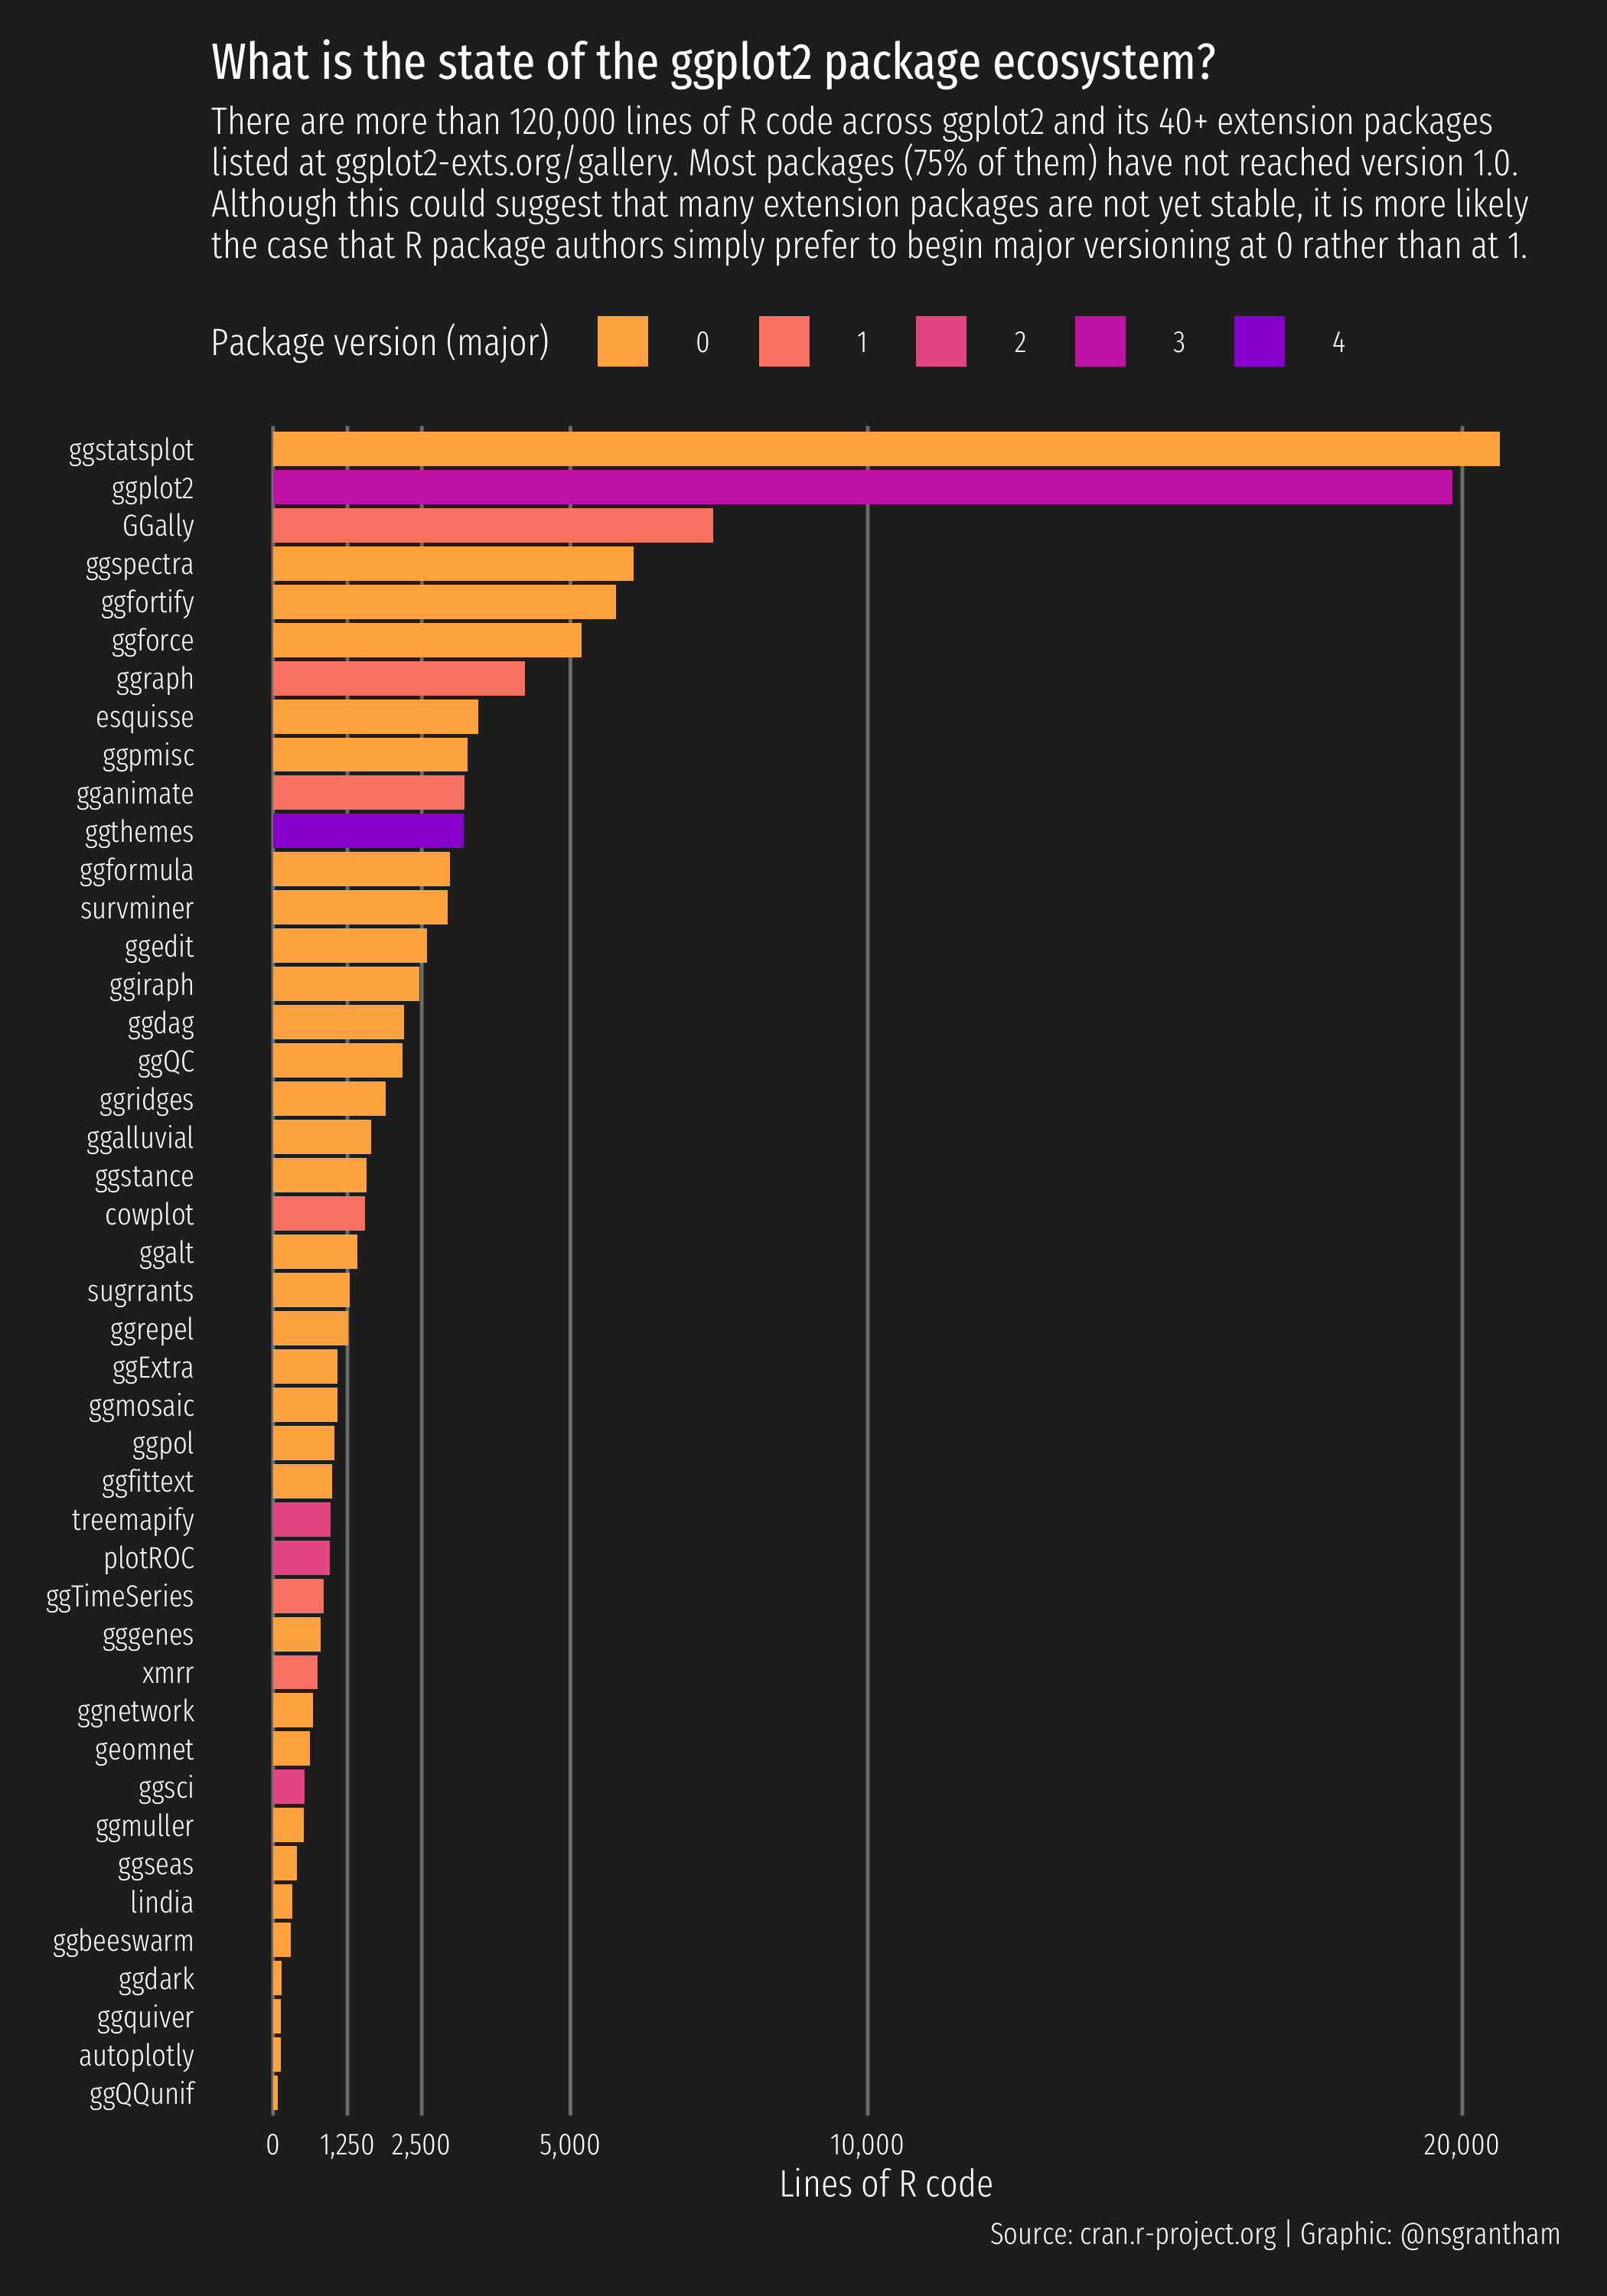 What is the state of the ggplot2 package ecosystem?
There are more than 120,000 lines of R code across ggplot2 and its 40+ extension packages
listed at ggplot2-exts.org/gallery. Most packages (75% of them) have not reached version 1.0.
Although this could suggest that many extension packages are not yet stable, it is more likely
the case that R package authors simply prefer to begin major versioning at 0 rather than at 1.
Package version (major) 0 1 2 3 4
ggstatsplot
ggplot2
GGally
ggspectra
ggfortify
ggforce
ggraph
esquisse
ggpmisc
gganimate
ggthemes
ggformula
survminer
ggedit
ggiraph
ggdag
ggQC
ggridges
ggalluvial
ggstance
cowplot
ggalt
sugrrants
ggrepel
ggExtra
ggmosaic
ggpol
ggfittext
treemapify
plotROC
ggTimeSeries
gggenes
xmrr
ggnetwork
geomnet
ggsci
ggmuller
ggseas
lindia
ggbeeswarm
ggdark
ggquiver
autoplotly
ggQQunif
0 1,250 2,500 5,000 10,000 20,000
Lines of R code
Source: cran.r-project.org | Graphic: @nsgrantham